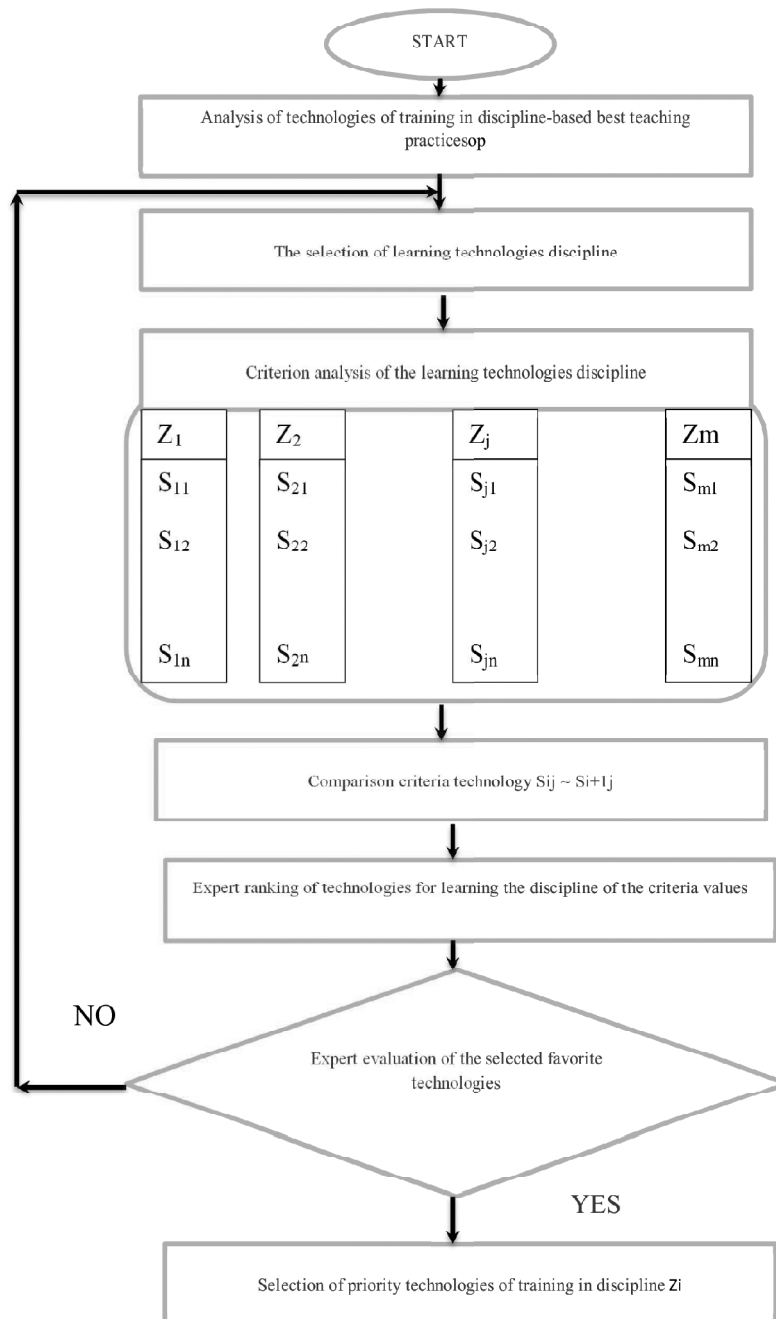 START
Analysis of technologies of training in discipline-based best teaching
practicesop
The selection of learning technologies discipline
Criterion analysis of the learning technologies discipline
Z₁ Z₂ Zⱼ Zm
S₁₁ S₂₁ Sⱼ₁ Sₘ₁
S₁₂ S₂₂ Sⱼ₂ Sₘ₂
S₁ₙ S₂ₙ Sⱼₙ Sₘₙ
Comparison criteria technology Sij ~ Si+1j
Expert ranking of technologies for learning the discipline of the criteria values
NO
Expert evaluation of the selected favorite
technologies
YES
Selection of priority technologies of training in discipline Zi